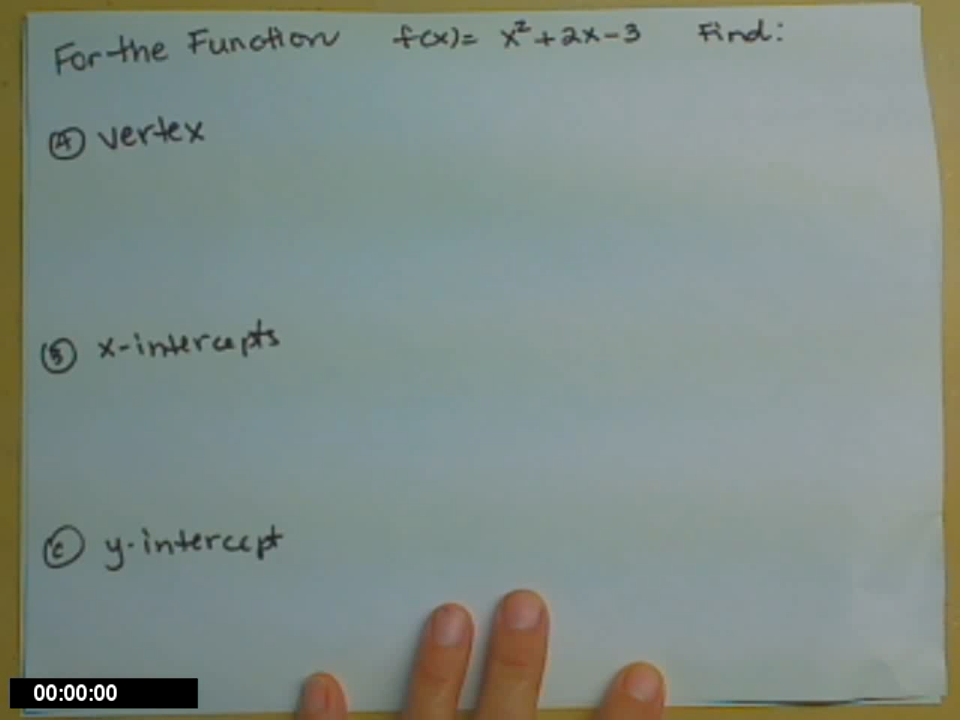 For the Function f(x) = x² + 2x - 3 Find:
Ⓐ vertex
Ⓑ x-intercepts
Ⓒ y-intercept
00:00:00